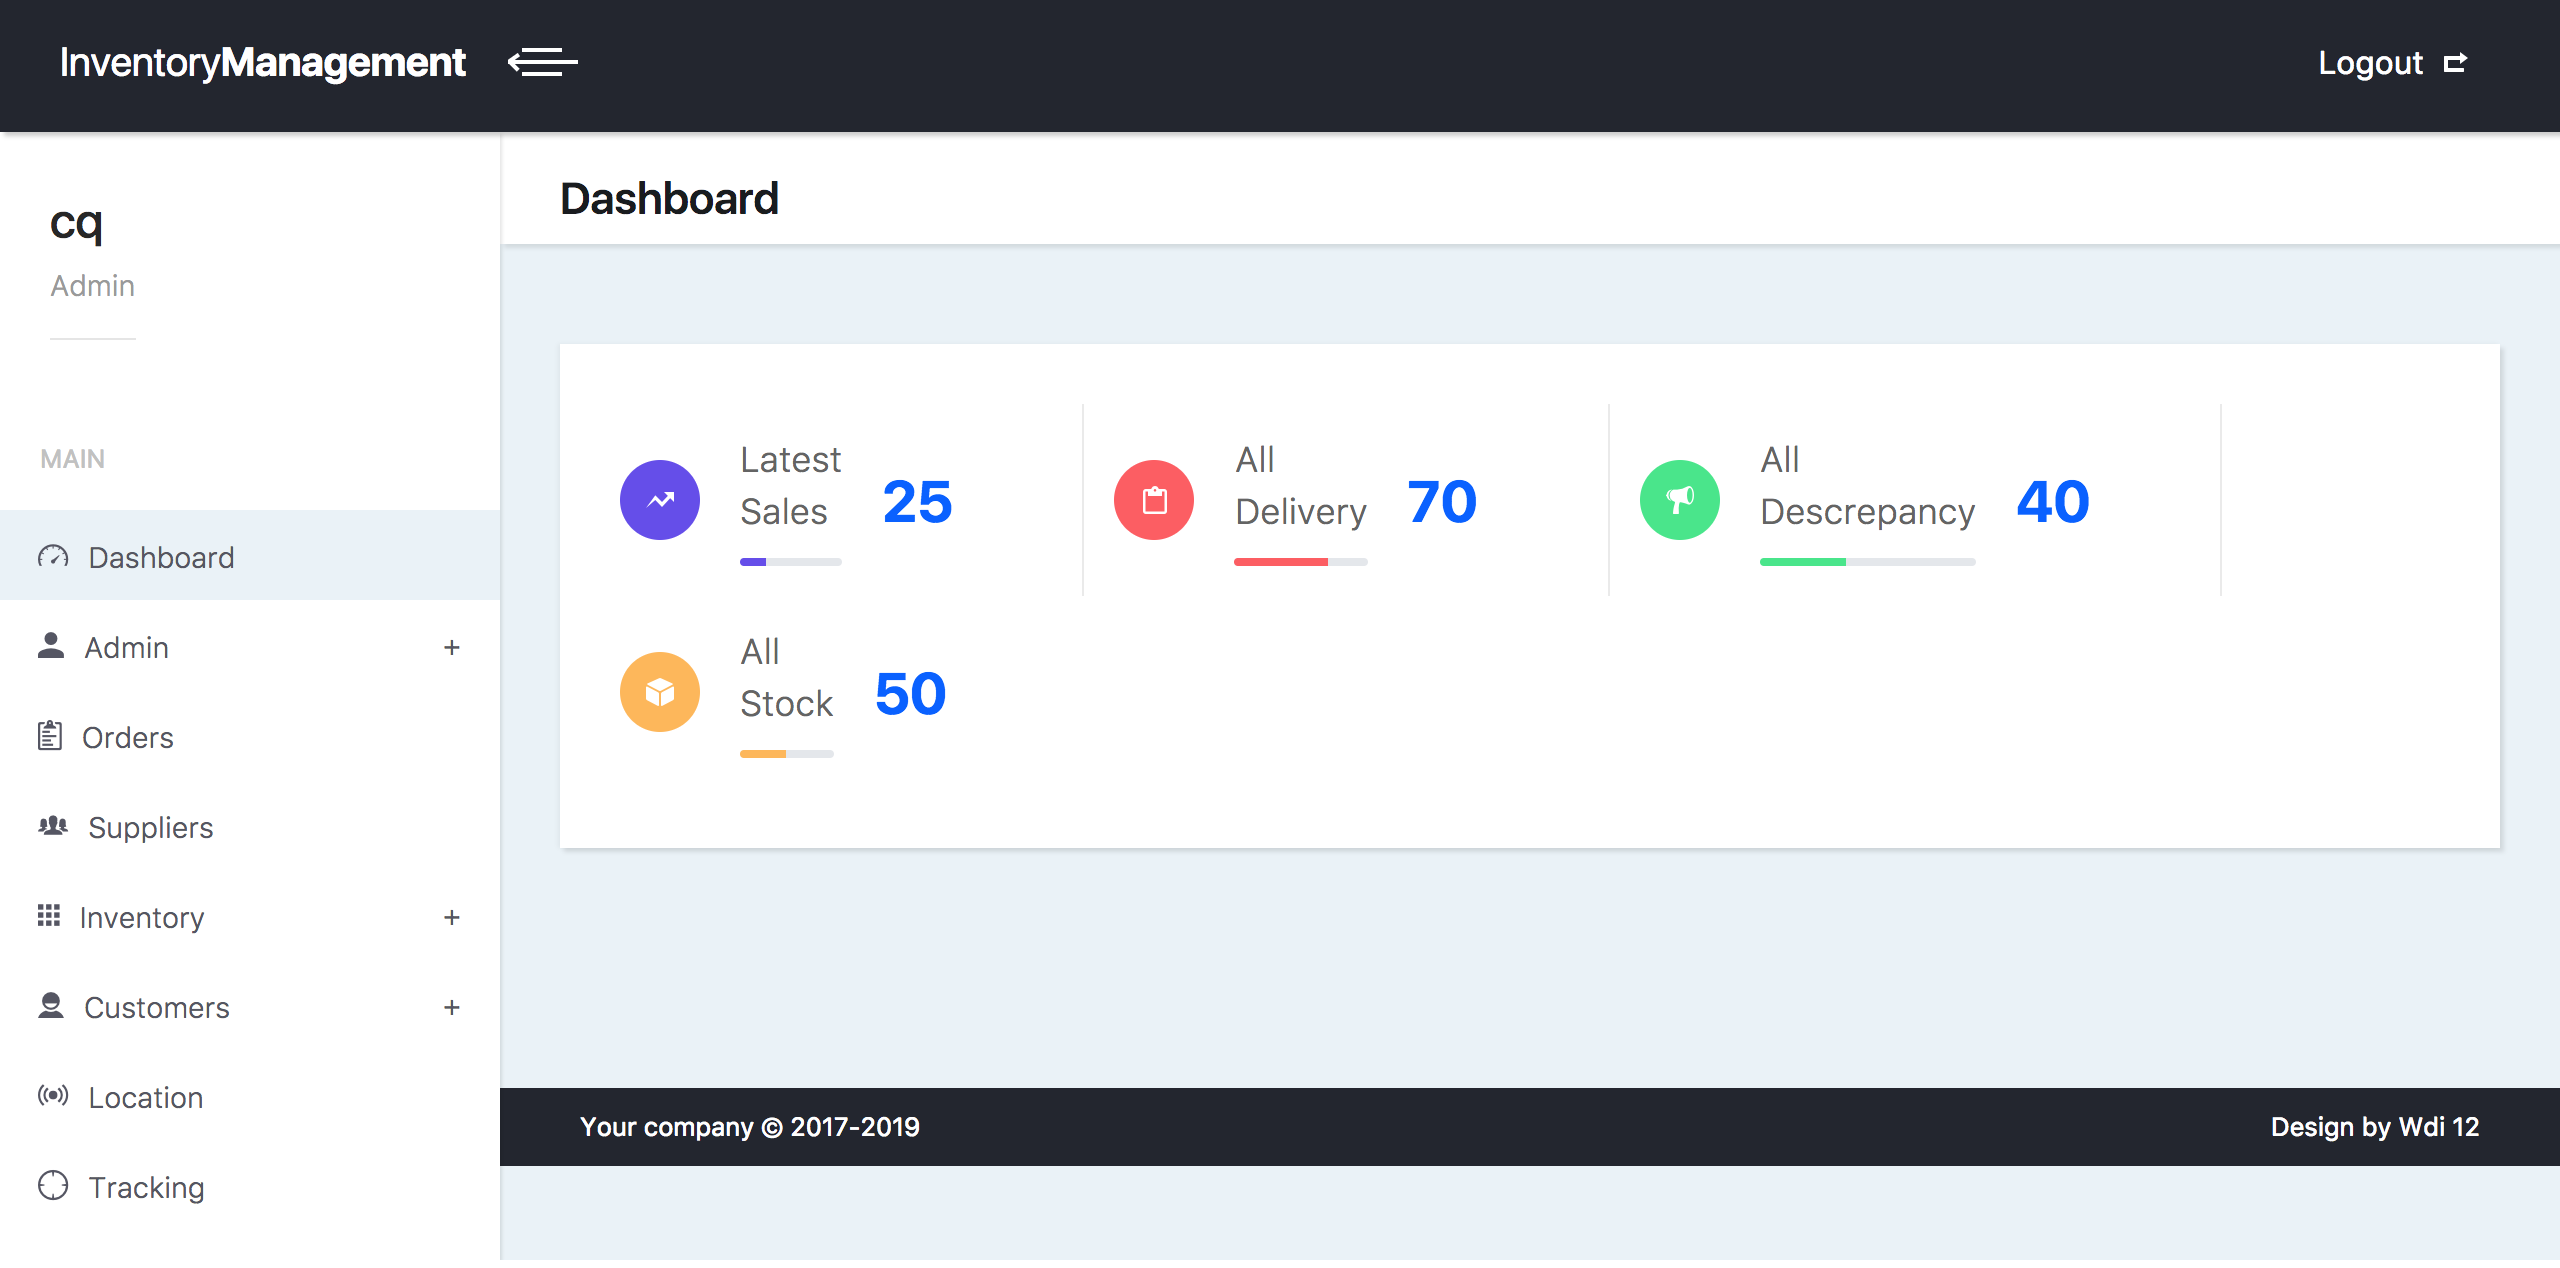 InventoryManagement
Logout
cq
Admin
MAIN
Dashboard
Admin +
Orders
Suppliers
Inventory +
Customers +
Location
Tracking
Dashboard
Latest
Sales
25
All
Delivery
70
All
Descrepancy
40
All
Stock
50
Your company © 2017-2019
Design by Wdi 12